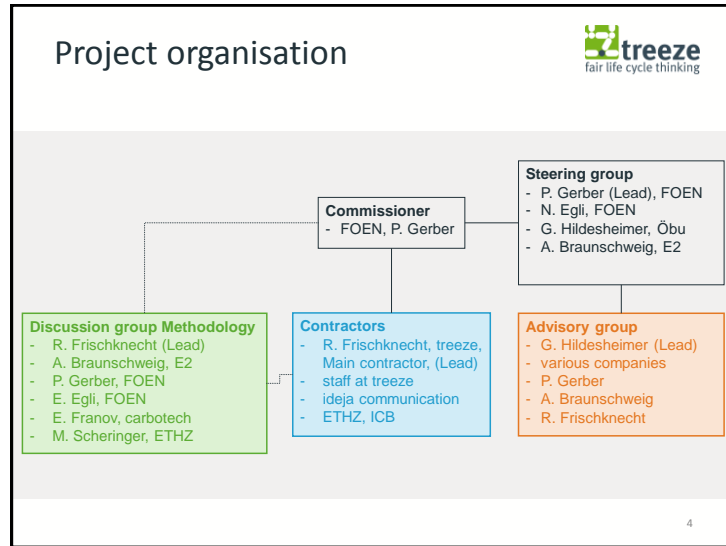 Project organisation
treeze
fair life cycle thinking
Steering group
- P. Gerber (Lead), FOEN
- N. Egli, FOEN
- G. Hildesheimer, Öbu
- A. Braunschweig, E2
Commissioner
- FOEN, P. Gerber
Discussion group Methodology
- R. Frischknecht (Lead)
- A. Braunschweig, E2
- P. Gerber, FOEN
- E. Egli, FOEN
- E. Franov, carbotech
- M. Scheringer, ETHZ
Contractors
- R. Frischknecht, treeze,
Main contractor, (Lead)
- staff at treeze
- ideja communication
- ETHZ, ICB
Advisory group
- G. Hildesheimer (Lead)
- various companies
- P. Gerber
- A. Braunschweig
- R. Frischknecht
4